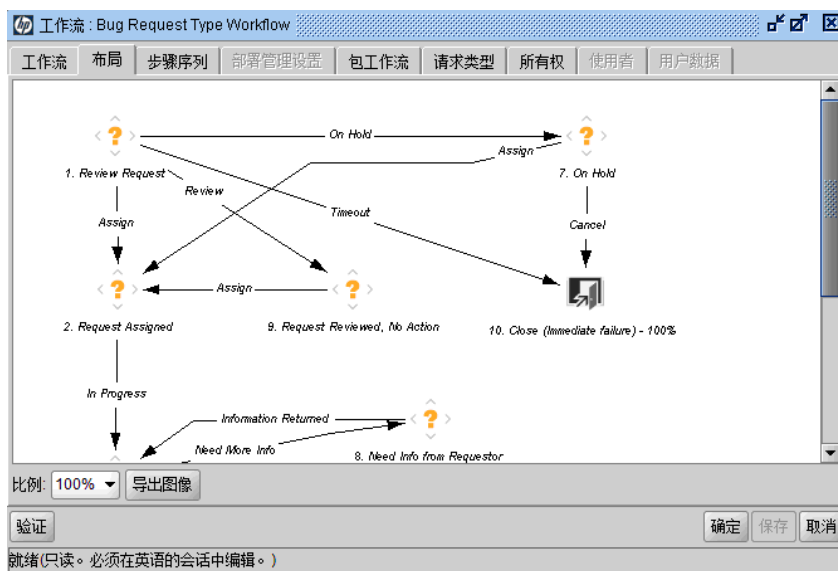 hp 工作流 : Bug Request Type Workflow
工作流 布局 步骤序列 部署管理设置 包工作流 请求类型 所有权 使用者 用户数据
? On Hold ?
Assign
1. Review Request 7. On Hold
Review
Timeout
Assign Cancel
? Assign ?
2. Request Assigned 9. Request Reviewed, No Action 10. Close (Immediate failure) - 100%
In Progress
Information Returned ?
Need More Info
8. Need Info from Requestor
比例: 100% 导出图像
验证 确定 保存 取消
就绪(只读。必须在英语的会话中编辑。)